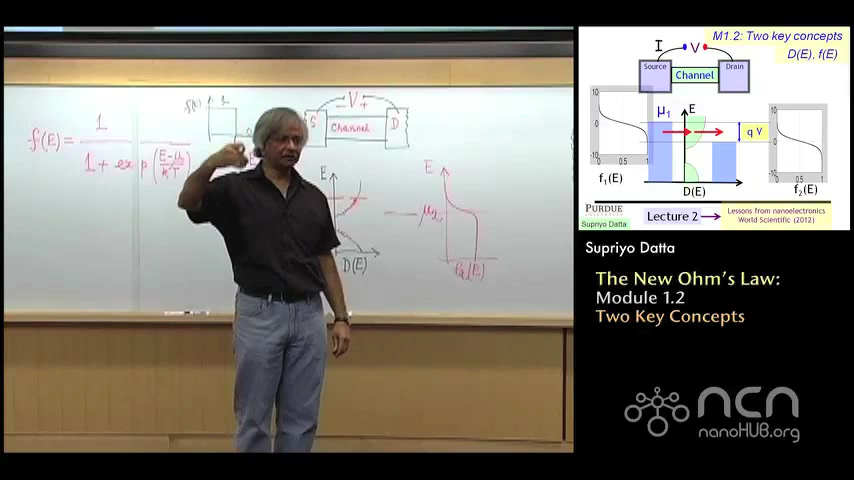 f(E) = 1
1 + exp(E-μ0/kT)
f(E)
1
- V +
S
Channel
D
E
D(E)
E
μ2
f2(E)
M1.2: Two key concepts
D(E), f(E)
I
V
Source
Drain
Channel
10
0
-10
0
0.5
1
f1(E)
μ1
E
q V
D(E)
10
0
-10
0
0.5
1
f2(E)
PURDUE
Supriyo Datta
Lecture 2
Lessons from nanoelectronics
World Scientific (2012)
Supriyo Datta
The New Ohm's Law:
Module 1.2
Two Key Concepts
ncn
nanoHUB.org